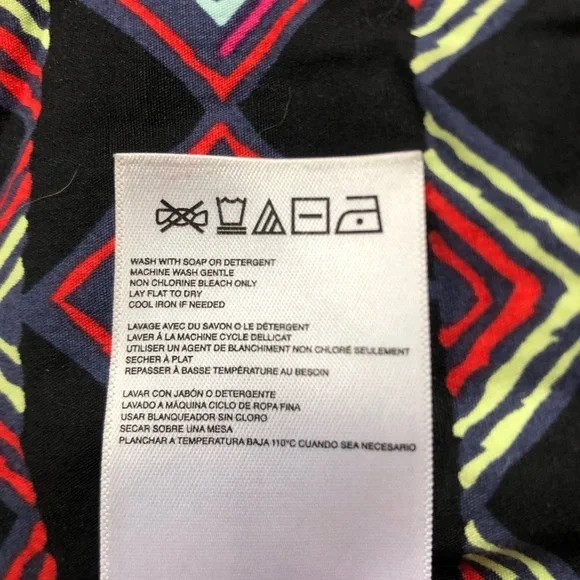 WASH WITH SOAP OR DETERGENT
MACHINE WASH GENTLE
NON CHLORINE BLEACH ONLY
LAY FLAT TO DRY
COOL IRON IF NEEDED
LAVAGE AVEC DU SAVON O LE DÉTERGENT
LAVER À LA MACHINE CYCLE DELLICAT
UTILISER UN AGENT DE BLANCHIMENT NON CHLORÉ SEULEMENT
SECHER À PLAT
REPASSER À BASSE TEMPÉRATURE AU BESOIN
LAVAR CON JABÓN O DETERGENTE
LAVADO A MÁQUINA CICLO DE ROPA FINA
USAR BLANQUEADOR SIN CLORO
SECAR SOBRE UNA MESA
PLANCHAR A TEMPERATURA BAJA 110°C CUANDO SEA NECESARIO